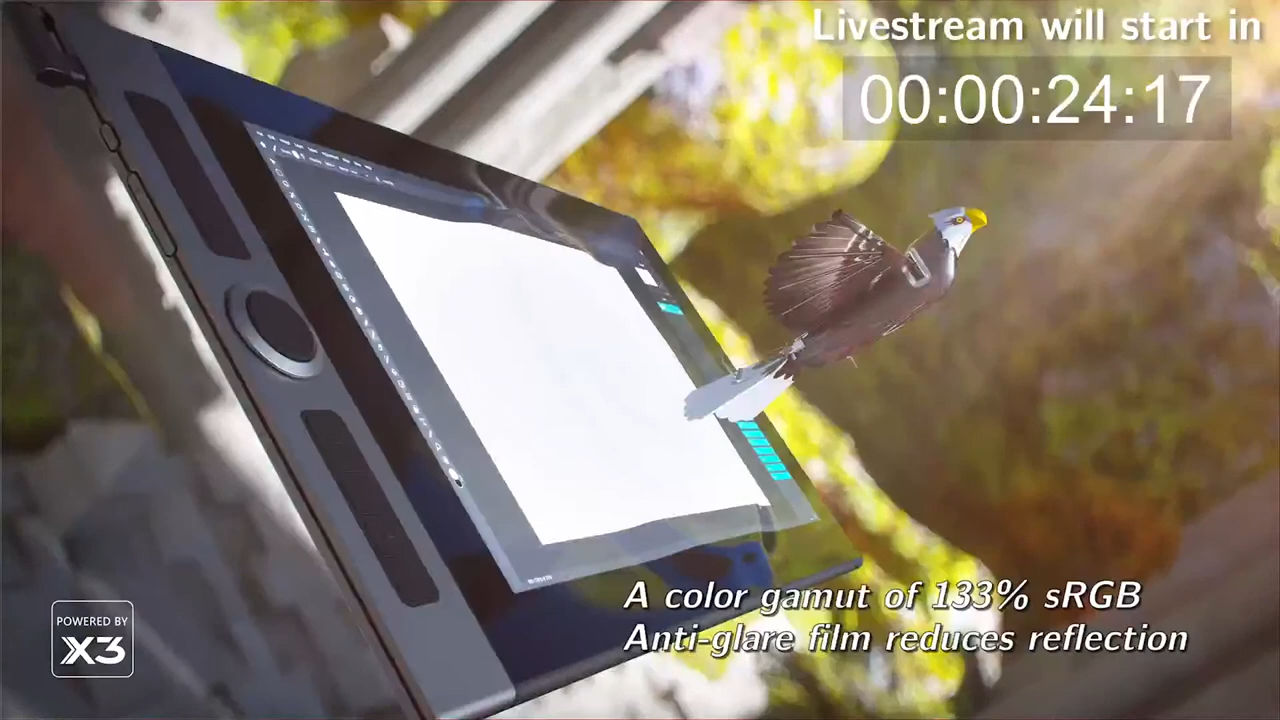 Livestream will start in
00:00:24:17
A color gamut of 133% sRGB
Anti-glare film reduces reflection
POWERED BY
X3